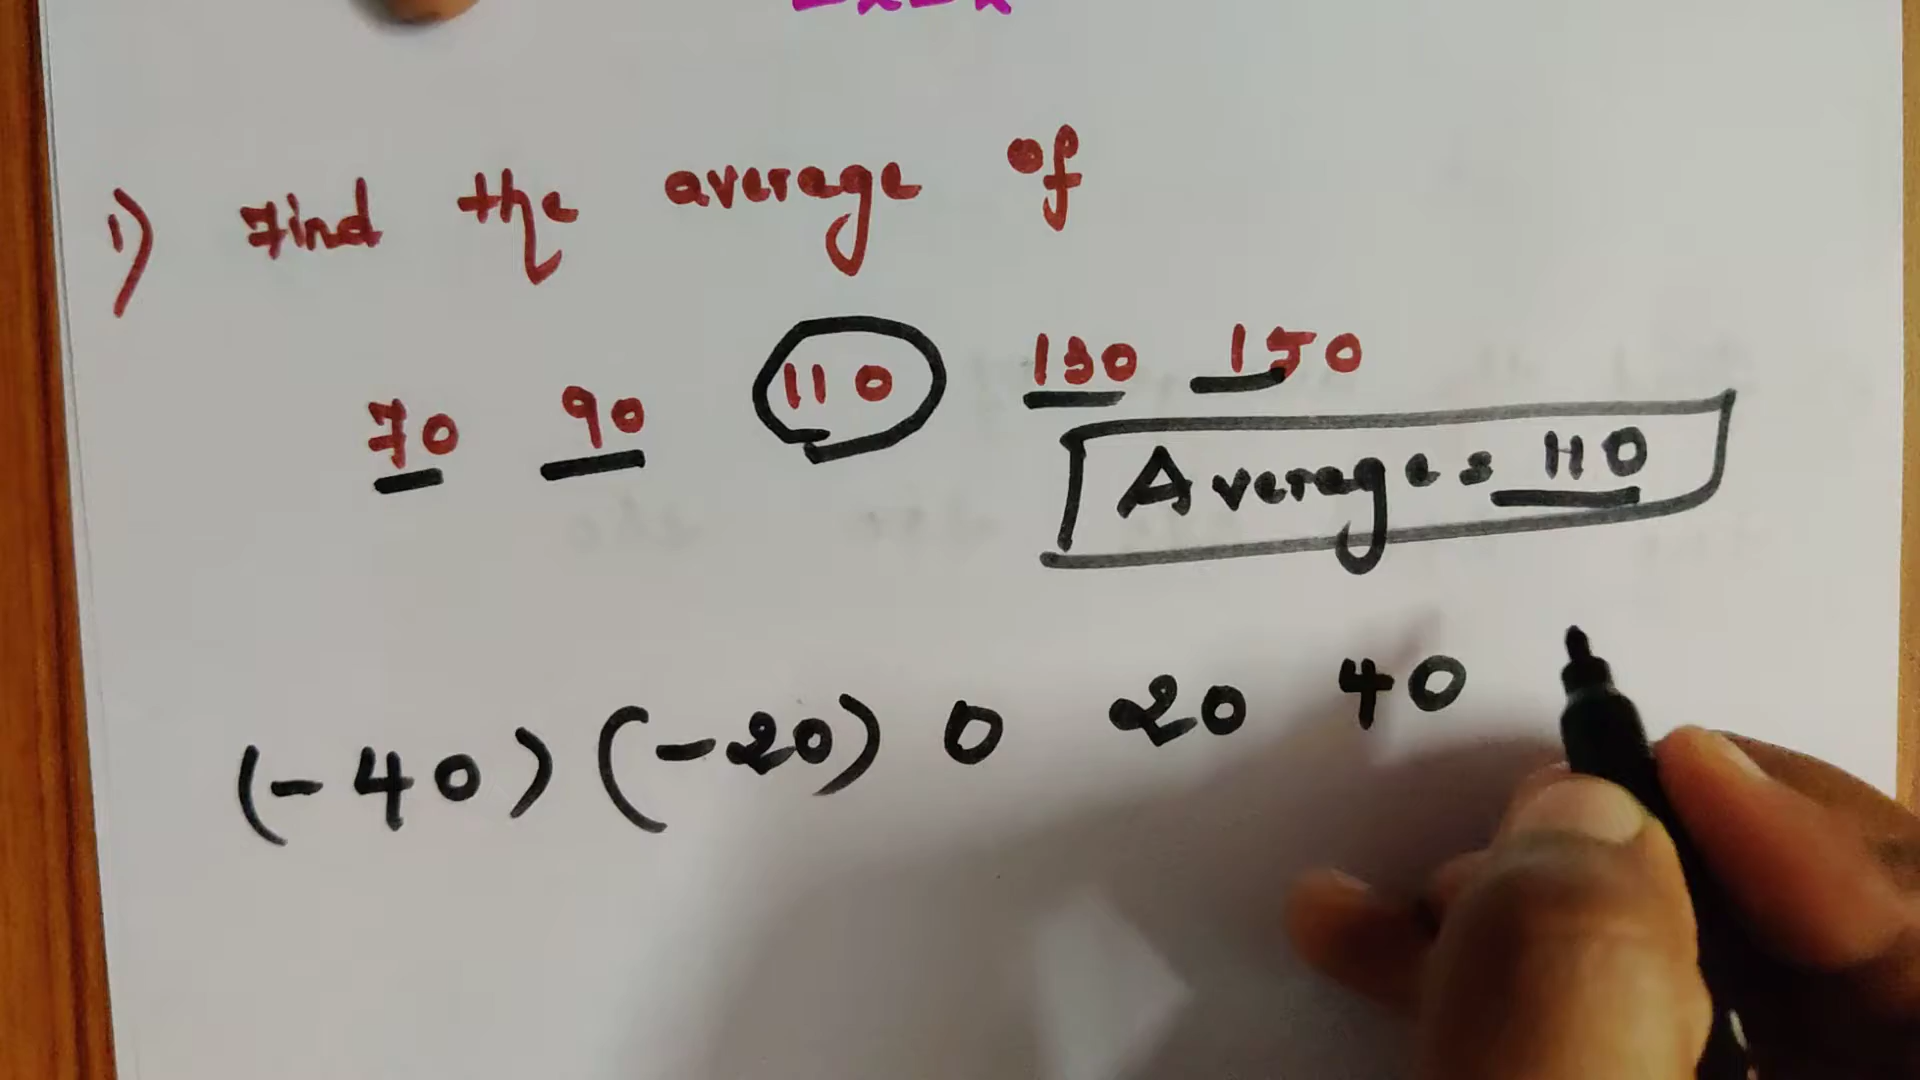 1) Find the average of
70 90 110 130 150
Average = 110
(-40) (-20) 0 20 40